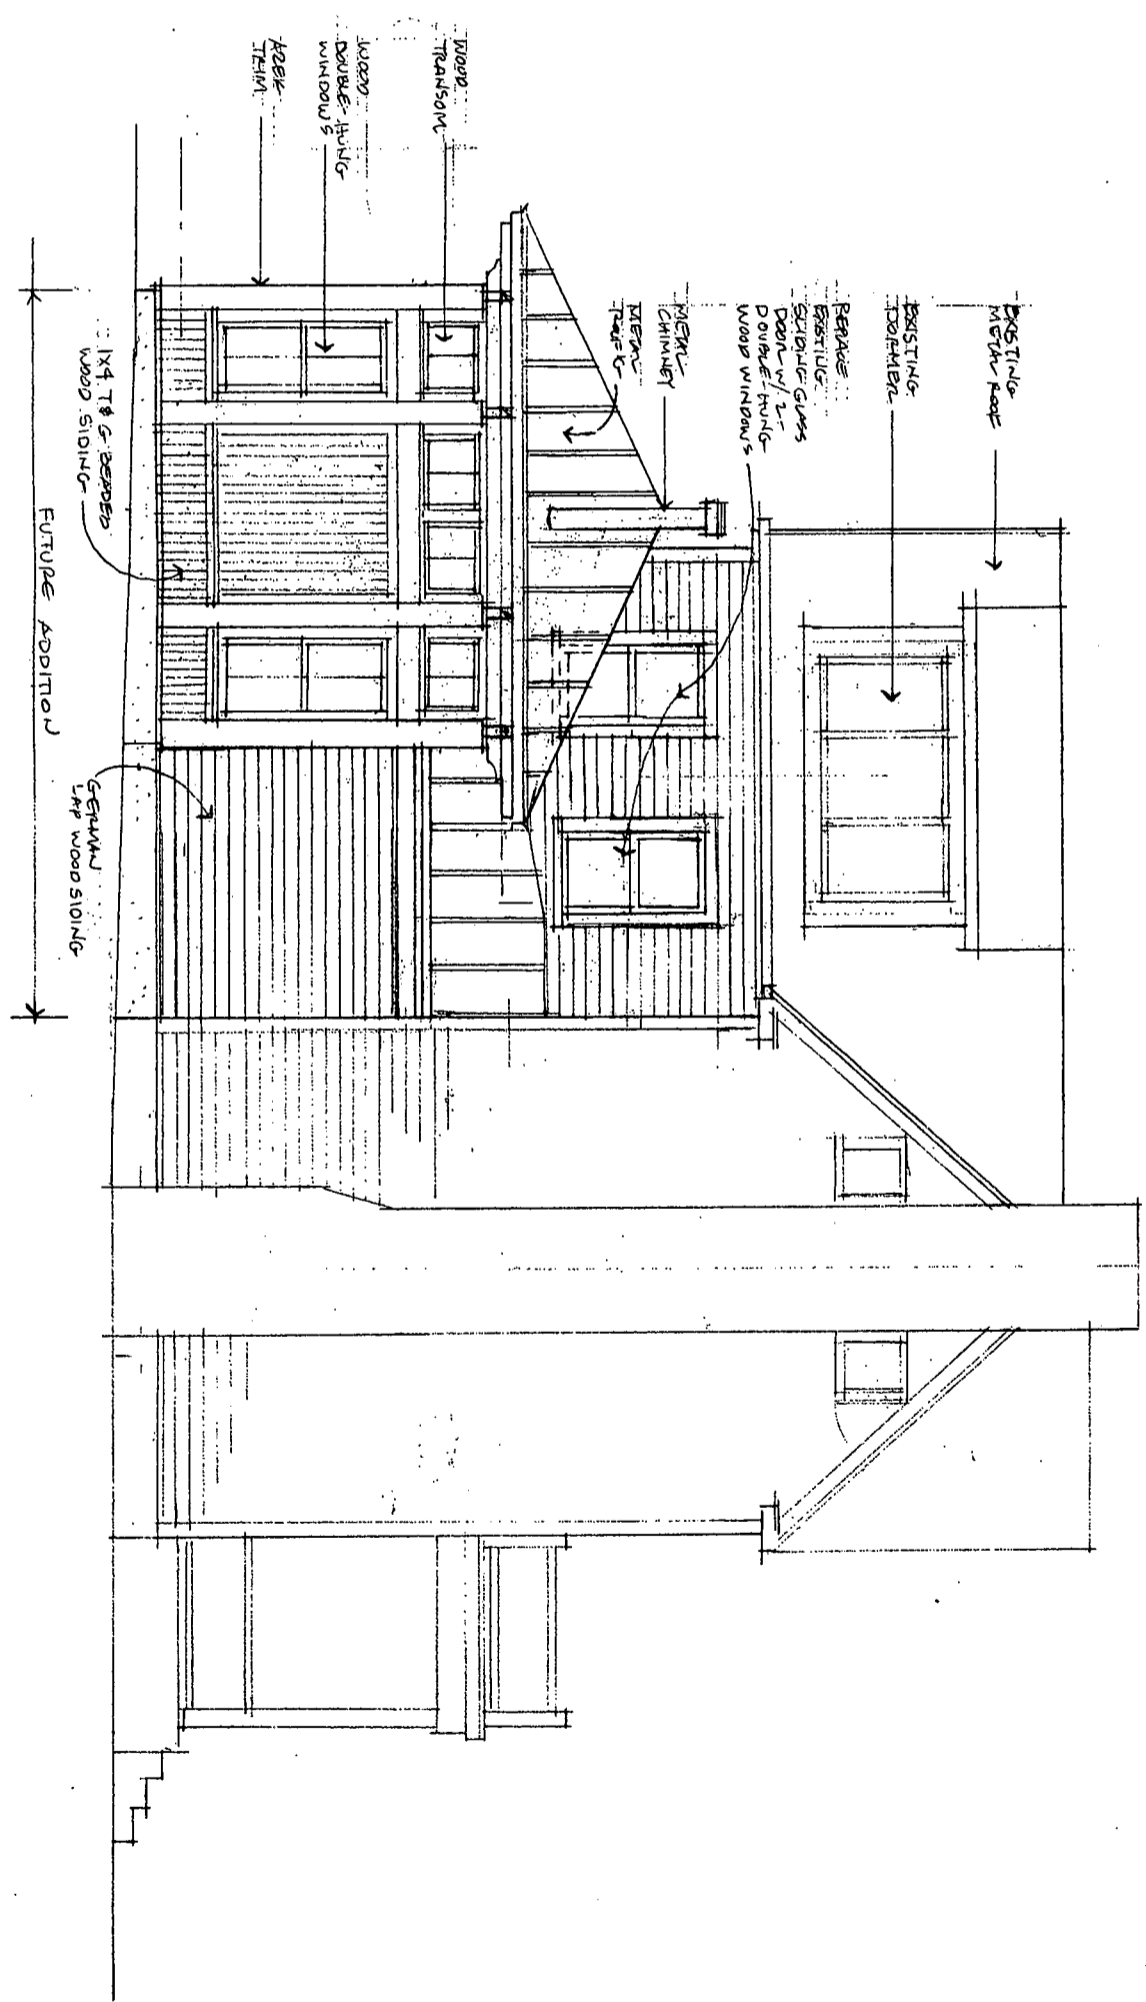 EXISTING
METAL ROOF
EXISTING
DORMER
REPLACE
EXISTING
SLIDING GLASS
DOOR W/ 2-
DOUBLE-HUNG
WOOD WINDOWS
METAL
CHIMNEY
METAL
ROOF'G
WOOD
TRANSOM
WOOD
DOUBLE-HUNG
WINDOWS
AZEK
TRIM
1X4 T&G BEADED
WOOD SIDING
GERMAN
LAP WOOD SIDING
FUTURE ADDITION